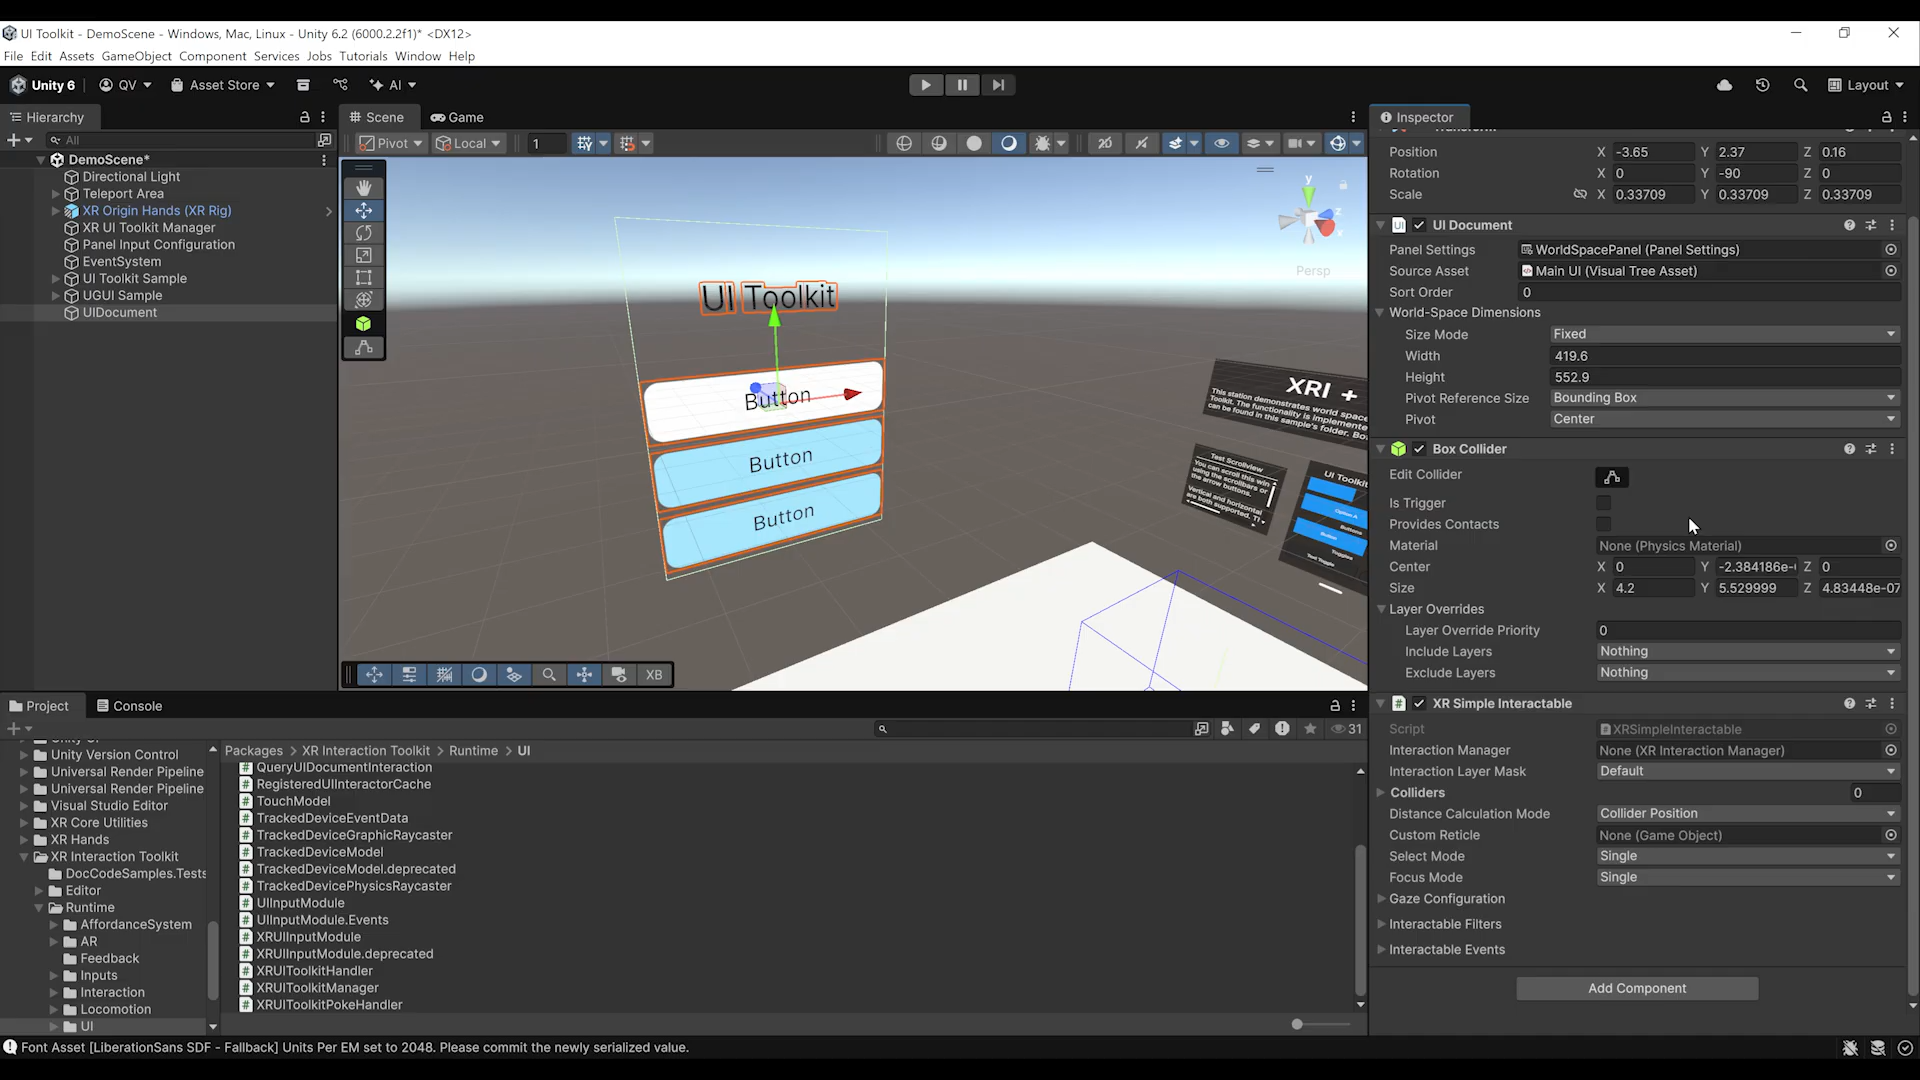 UI Toolkit - DemoScene - Windows, Mac, Linux - Unity 6.2 (6000.2.2f1)* <DX12>
File Edit Assets GameObject Component Services Jobs Tutorials Window Help
Unity 6 QV Asset Store AI Layout
Hierarchy
All
DemoScene*
Directional Light
Teleport Area
XR Origin Hands (XR Rig)
XR UI Toolkit Manager
Panel Input Configuration
EventSystem
UI Toolkit Sample
UGUI Sample
UIDocument
Scene Game
Pivot Local 1 2D
y
z
Persp
UI Toolkit
Button
Button
Button
XRI +
This station demonstrates world space
Toolkit. The functionality is implemente
can be found in this sample's folder. Bo
Test Scrollview
You can scroll this win
using the scrollbars or
the arrow buttons.
Vertical and horizontal
are both supported.
UI Toolkit
Option A
Buttons
Button
Toggles
Test Toggle
XB
Inspector
Position X -3.65 Y 2.37 Z 0.16
Rotation X 0 Y -90 Z 0
Scale X 0.33709 Y 0.33709 Z 0.33709
UI Document
Panel Settings WorldSpacePanel (Panel Settings)
Source Asset Main UI (Visual Tree Asset)
Sort Order 0
World-Space Dimensions
Size Mode Fixed
Width 419.6
Height 552.9
Pivot Reference Size Bounding Box
Pivot Center
Box Collider
Edit Collider
Is Trigger
Provides Contacts
Material None (Physics Material)
Center X 0 Y -2.384186e- Z 0
Size X 4.2 Y 5.529999 Z 4.83448e-07
Layer Overrides
Layer Override Priority 0
Include Layers Nothing
Exclude Layers Nothing
XR Simple Interactable
Script XRSimpleInteractable
Interaction Manager None (XR Interaction Manager)
Interaction Layer Mask Default
Colliders 0
Distance Calculation Mode Collider Position
Custom Reticle None (Game Object)
Select Mode Single
Focus Mode Single
Gaze Configuration
Interactable Filters
Interactable Events
Add Component
Project Console
31
Unity Version Control
Universal Render Pipeline
Universal Render Pipeline
Visual Studio Editor
XR Core Utilities
XR Hands
XR Interaction Toolkit
DocCodeSamples.Tests
Editor
Runtime
AffordanceSystem
AR
Feedback
Inputs
Interaction
Locomotion
UI
Packages > XR Interaction Toolkit > Runtime > UI
QueryUIDocumentInteraction
RegisteredUIInteractorCache
TouchModel
TrackedDeviceEventData
TrackedDeviceGraphicRaycaster
TrackedDeviceModel
TrackedDeviceModel.deprecated
TrackedDevicePhysicsRaycaster
UIInputModule
UIInputModule.Events
XRUIInputModule
XRUIInputModule.deprecated
XRUIToolkitHandler
XRUIToolkitManager
XRUIToolkitPokeHandler
Font Asset [LiberationSans SDF - Fallback] Units Per EM set to 2048. Please commit the newly serialized value.